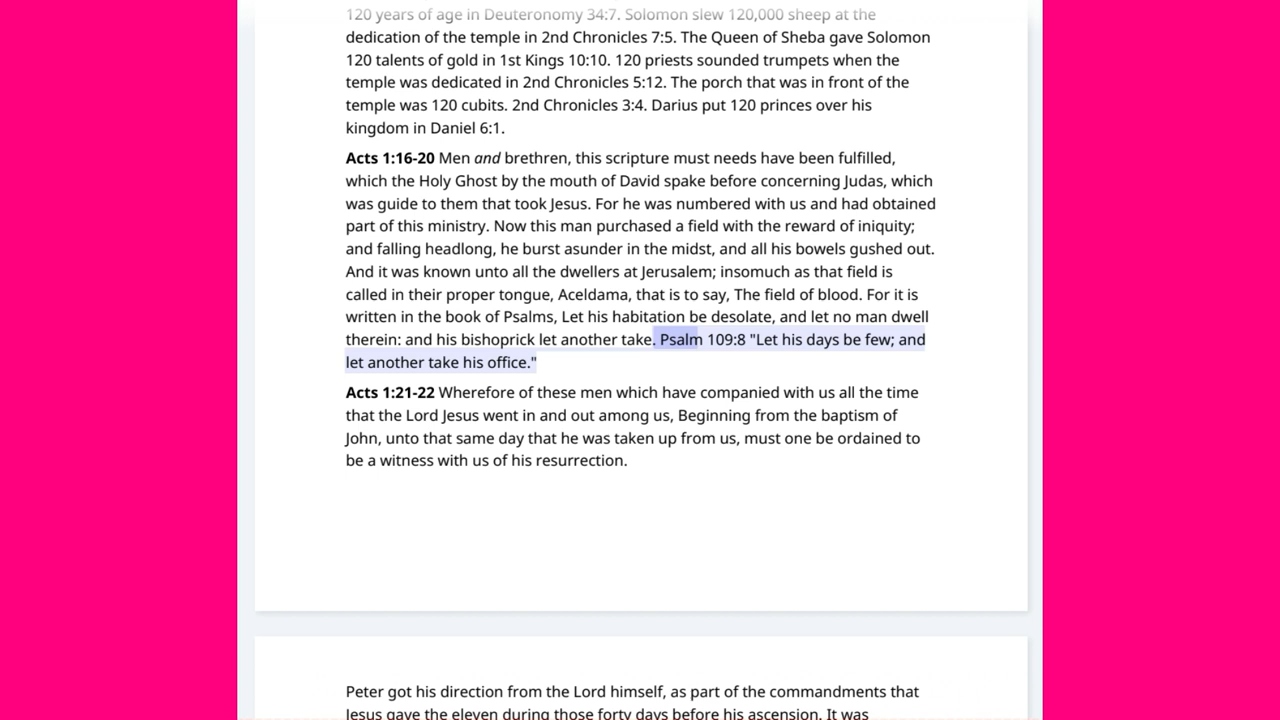 120 years of age in Deuteronomy 34:7. Solomon slew 120,000 sheep at the
dedication of the temple in 2nd Chronicles 7:5. The Queen of Sheba gave Solomon
120 talents of gold in 1st Kings 10:10. 120 priests sounded trumpets when the
temple was dedicated in 2nd Chronicles 5:12. The porch that was in front of the
temple was 120 cubits. 2nd Chronicles 3:4. Darius put 120 princes over his
kingdom in Daniel 6:1.
Acts 1:16-20 Men and brethren, this scripture must needs have been fulfilled,
which the Holy Ghost by the mouth of David spake before concerning Judas, which
was guide to them that took Jesus. For he was numbered with us and had obtained
part of this ministry. Now this man purchased a field with the reward of iniquity;
and falling headlong, he burst asunder in the midst, and all his bowels gushed out.
And it was known unto all the dwellers at Jerusalem; insomuch as that field is
called in their proper tongue, Aceldama, that is to say, The field of blood. For it is
written in the book of Psalms, Let his habitation be desolate, and let no man dwell
therein: and his bishoprick let another take. Psalm 109:8 "Let his days be few; and
let another take his office."
Acts 1:21-22 Wherefore of these men which have companied with us all the time
that the Lord Jesus went in and out among us, Beginning from the baptism of
John, unto that same day that he was taken up from us, must one be ordained to
be a witness with us of his resurrection.
Peter got his direction from the Lord himself, as part of the commandments that
Jesus gave the eleven during those forty days before his ascension. It was